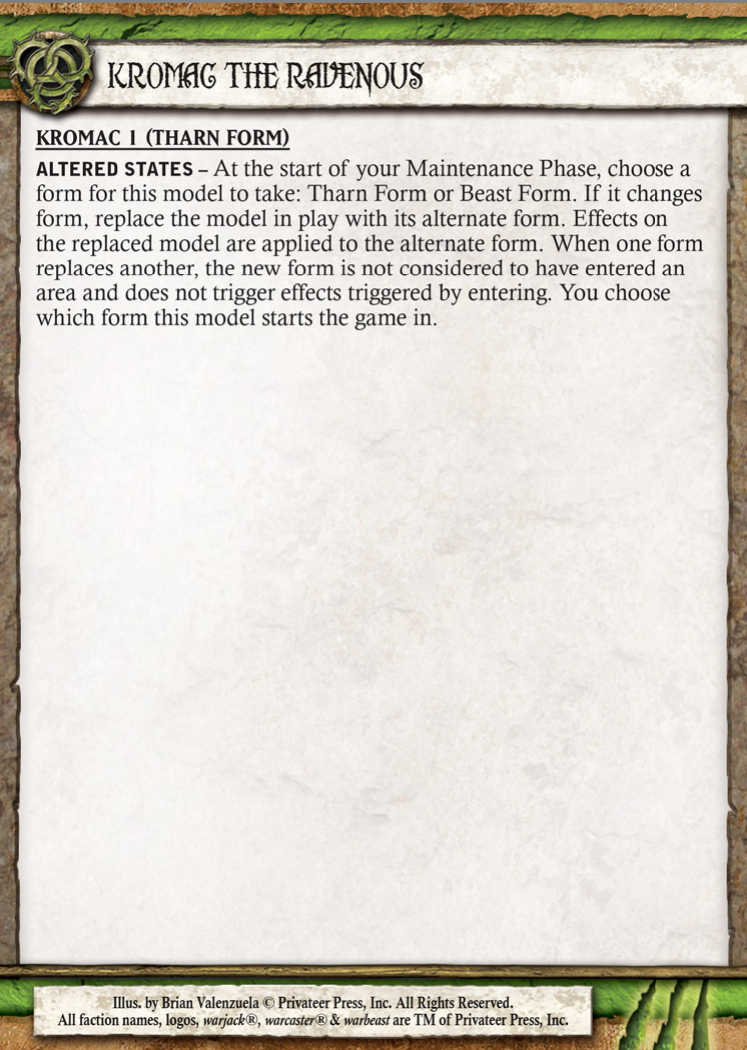 KROMAC THE RAVENOUS
KROMAC 1 (THARN FORM)
ALTERED STATES – At the start of your Maintenance Phase, choose a
form for this model to take: Tharn Form or Beast Form. If it changes
form, replace the model in play with its alternate form. Effects on
the replaced model are applied to the alternate form. When one form
replaces another, the new form is not considered to have entered an
area and does not trigger effects triggered by entering. You choose
which form this model starts the game in.
Illus. by Brian Valenzuela © Privateer Press, Inc. All Rights Reserved.
All faction names, logos, warjack®, warcaster® & warbeast are TM of Privateer Press, Inc.